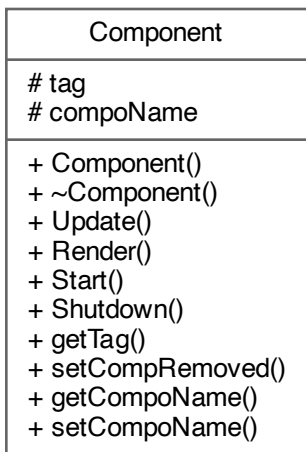 Component
# tag
# compoName
+ Component()
+ ~Component()
+ Update()
+ Render()
+ Start()
+ Shutdown()
+ getTag()
+ setCompRemoved()
+ getCompoName()
+ setCompoName()